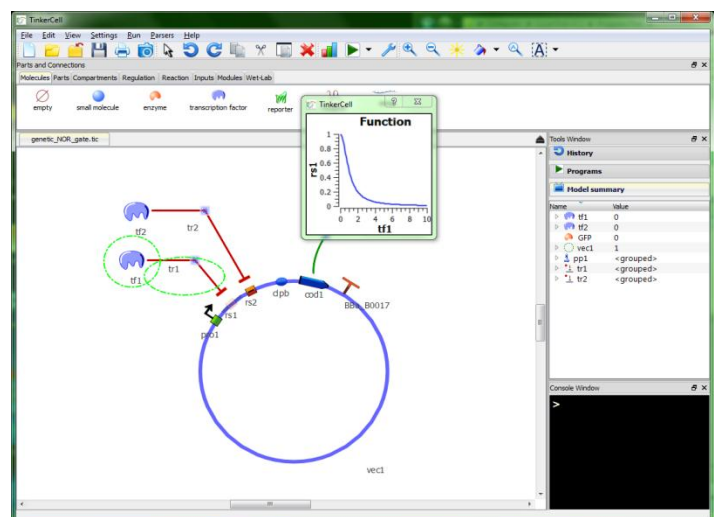 TinkerCell
File Edit View Settings Run Parsers Help
Parts and Connections
Molecules Parts Compartments Regulation Reaction Inputs Modules Wet-Lab
empty small molecule enzyme transcription factor reporter
genetic_NOR_gate.tic
TinkerCell
Function
1
0.8
0.6
0.4
0.2
0
rs1
0 2 4 6 8 10
tf1
tf2
tr2
tf1
tr1
rs1
rs2
cod1
BBa_B0017
pro1
vec1
Tools Window
History
Programs
Model summary
Name Value
tf1 0
tf2 0
GFP 0
vec1 1
pp1 <grouped>
tr1 <grouped>
tr2 <grouped>
Console Window
>